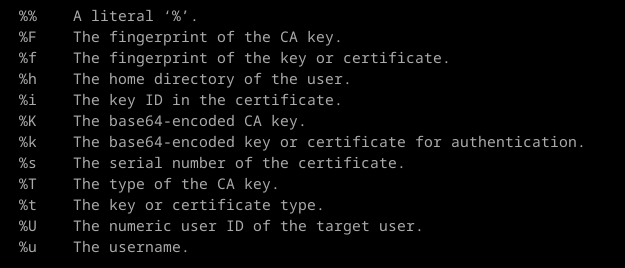 %% A literal ‘%’.
%F The fingerprint of the CA key.
%f The fingerprint of the key or certificate.
%h The home directory of the user.
%i The key ID in the certificate.
%K The base64-encoded CA key.
%k The base64-encoded key or certificate for authentication.
%s The serial number of the certificate.
%T The type of the CA key.
%t The key or certificate type.
%U The numeric user ID of the target user.
%u The username.